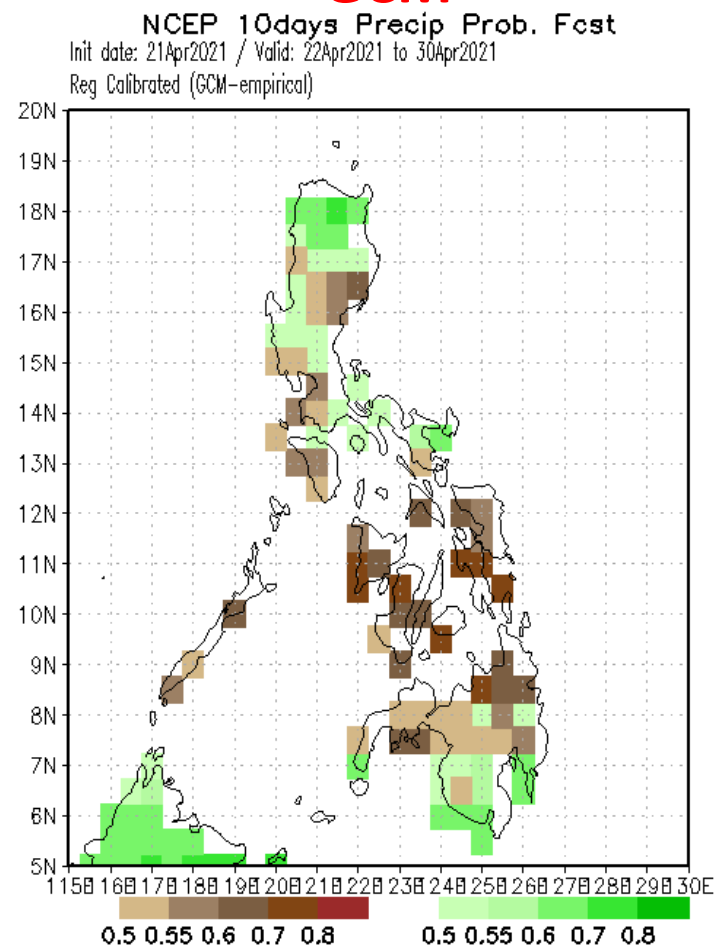 NCEP 10days Precip Prob. Fcst
Init date: 21Apr2021 / Valid: 22Apr2021 to 30Apr2021
Reg Calibrated (GCM-empirical)
20N
19N
18N
17N
16N
15N
14N
13N
12N
11N
10N
9N
8N
7N
6N
5N
115E 116E 117E 118E 119E 120E 121E 122E 123E 124E 125E 126E 127E 128E 129E 130E
0.5 0.55 0.6 0.7 0.8 0.5 0.55 0.6 0.7 0.8